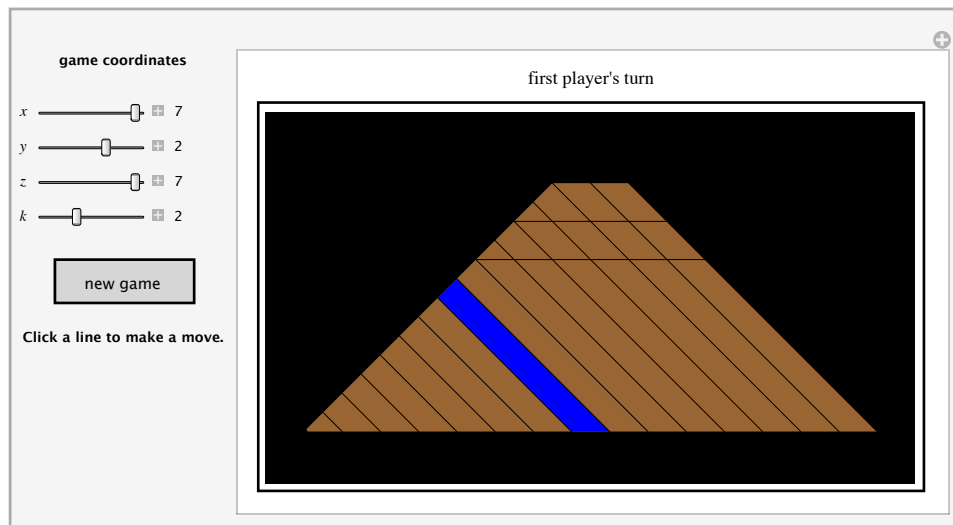 game coordinates
x 7
y 2
z 7
k 2
new game
Click a line to make a move.
first player's turn